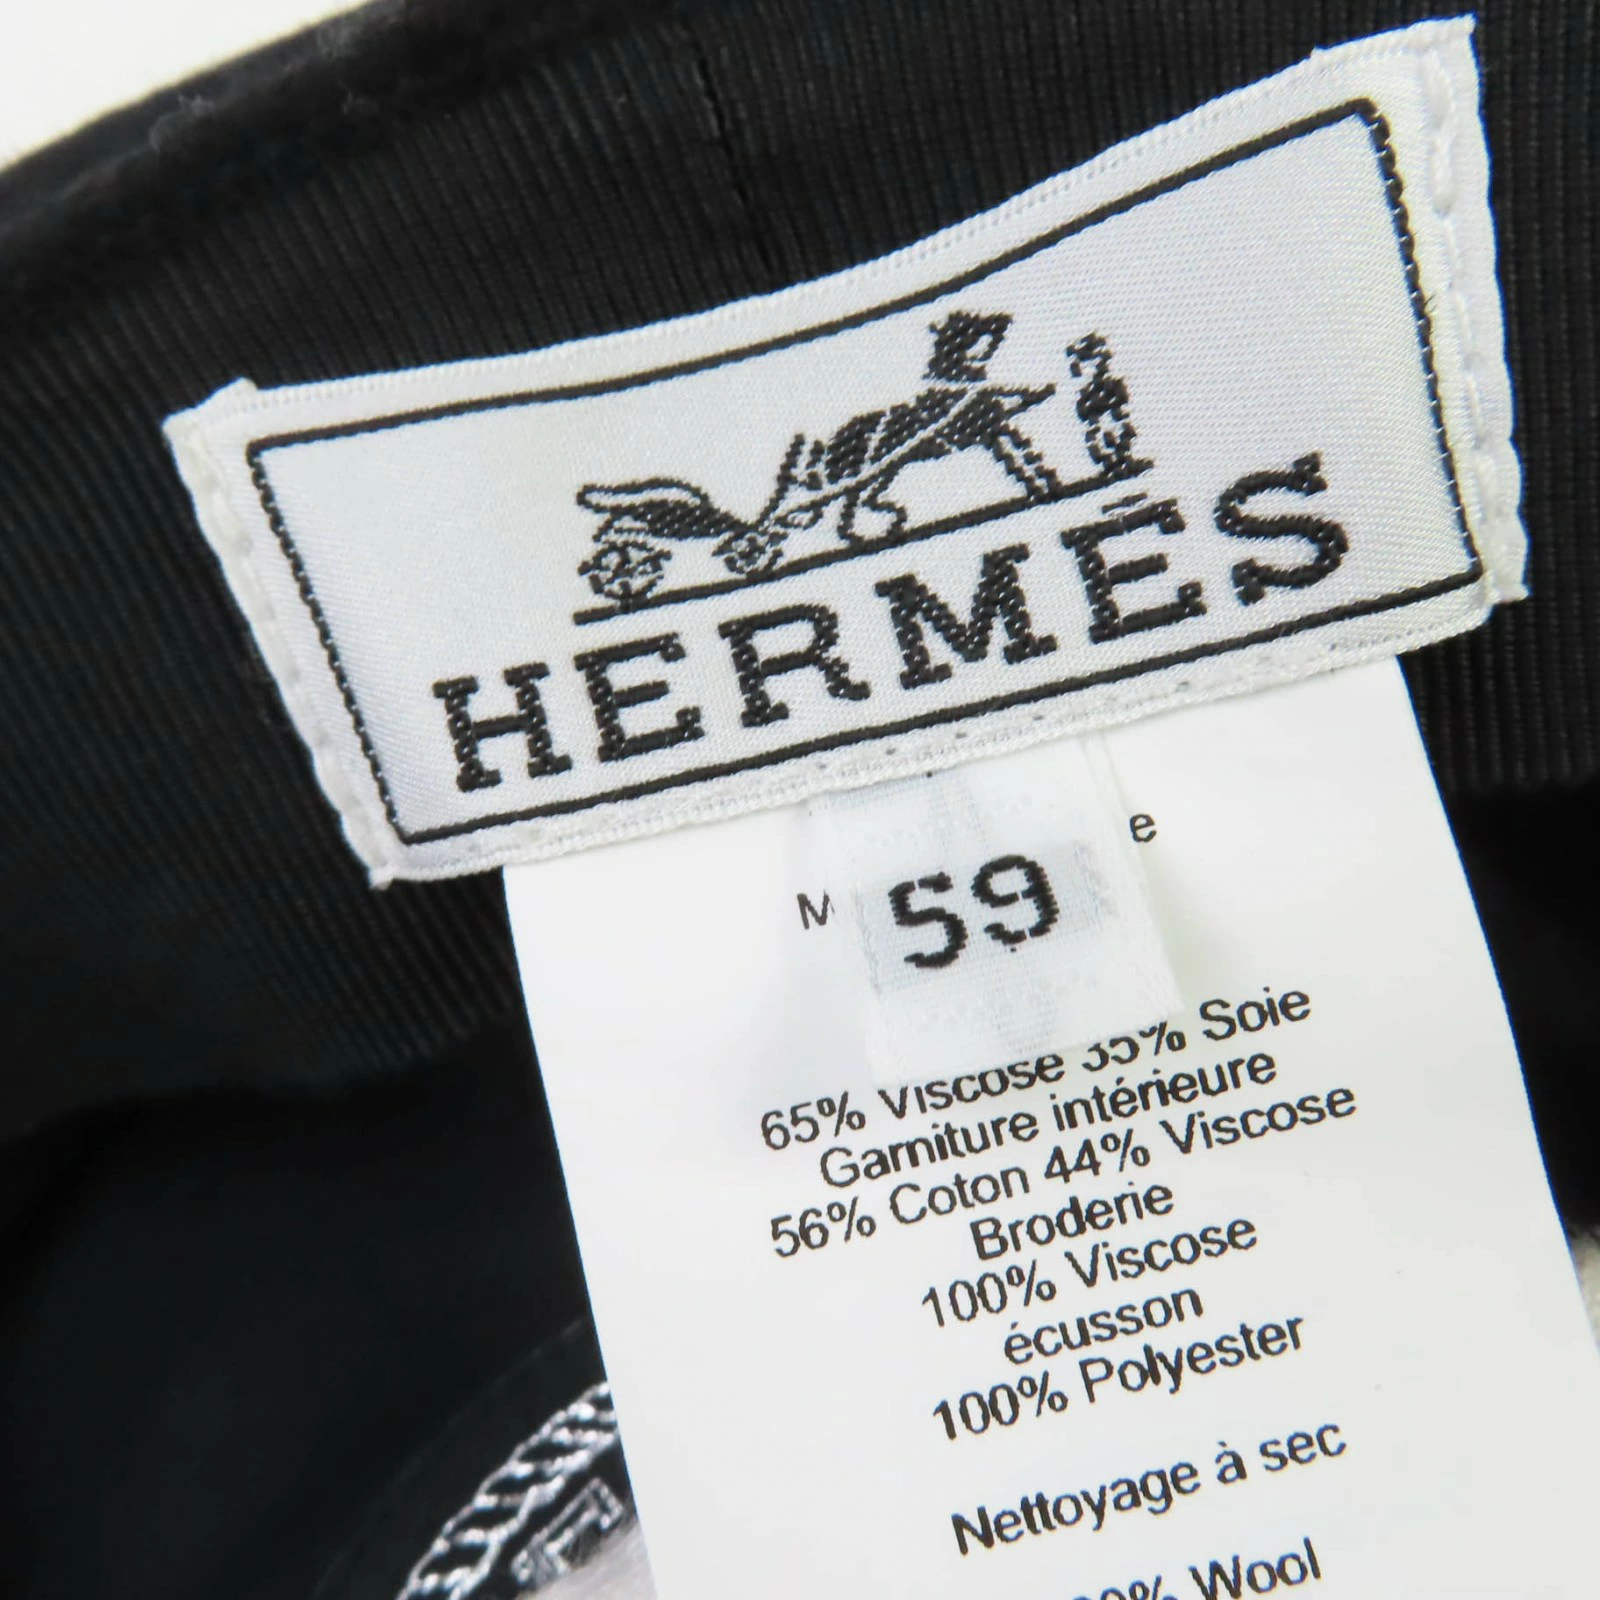 HERMÈS
59
65% Viscose 35% Soie
Garniture intérieure
56% Coton 44% Viscose
Broderie
100% Viscose
écusson
100% Polyester
Nettoyage à sec
Wool